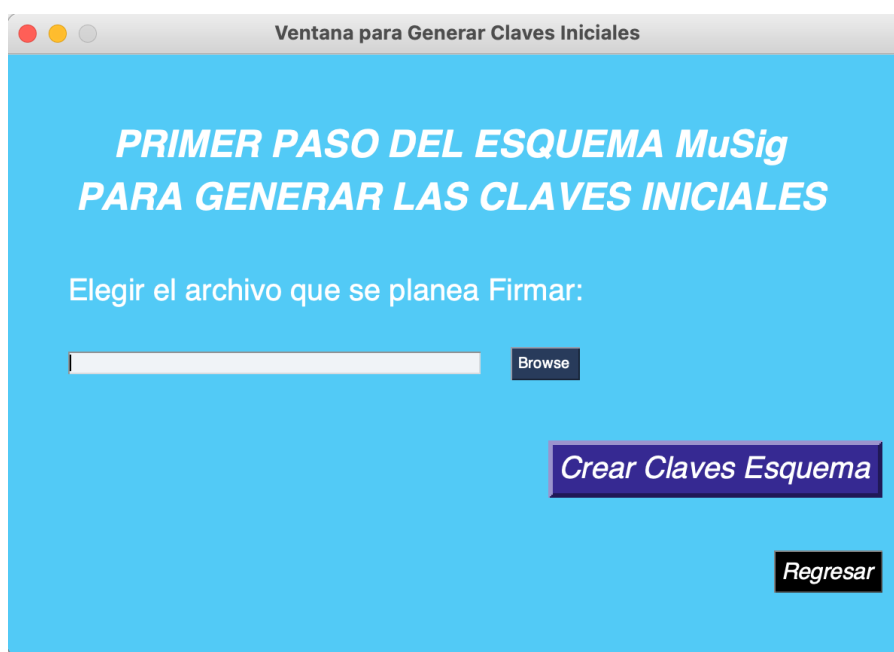 Ventana para Generar Claves Iniciales
PRIMER PASO DEL ESQUEMA MuSig
PARA GENERAR LAS CLAVES INICIALES
Elegir el archivo que se planea Firmar:
Browse
Crear Claves Esquema
Regresar